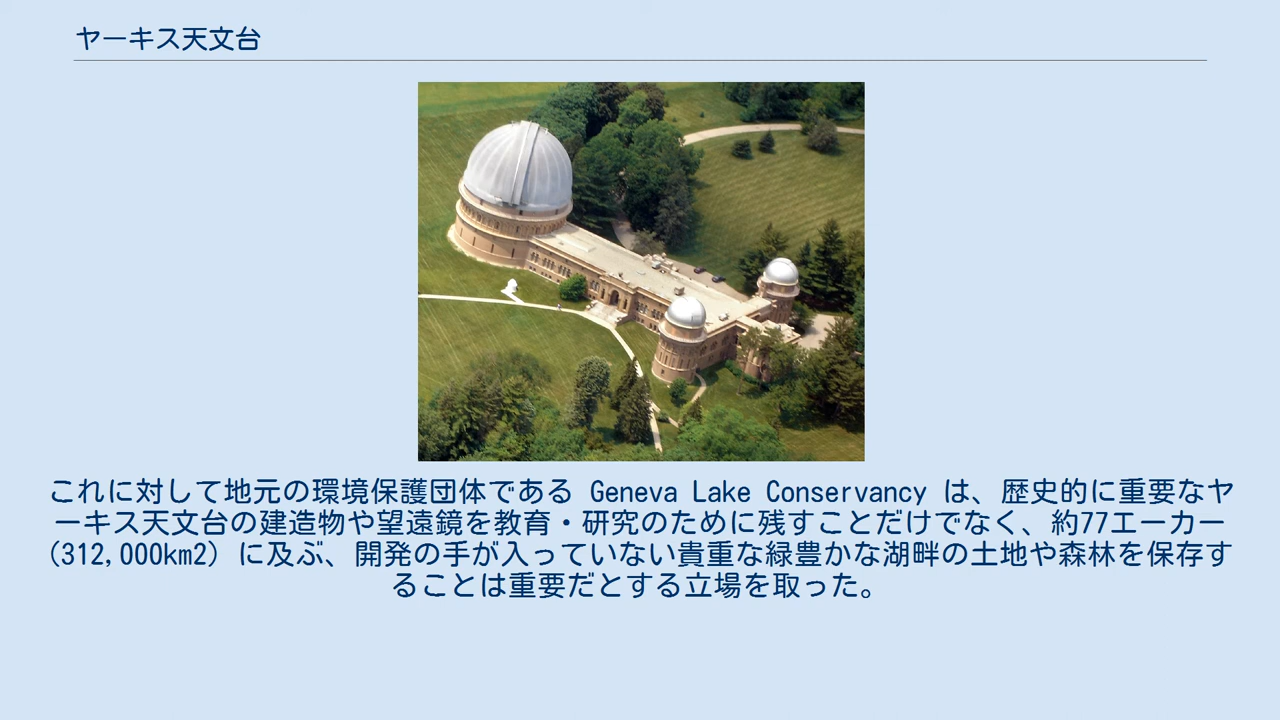 ヤーキス天文台
これに対して地元の環境保護団体である Geneva Lake Conservancy は、歴史的に重要なヤ
ーキス天文台の建造物や望遠鏡を教育・研究のために残すことだけでなく、約77エーカー
(312,000km2) に及ぶ、開発の手が入っていない貴重な緑豊かな湖畔の土地や森林を保存す
ることは重要だとする立場を取った。